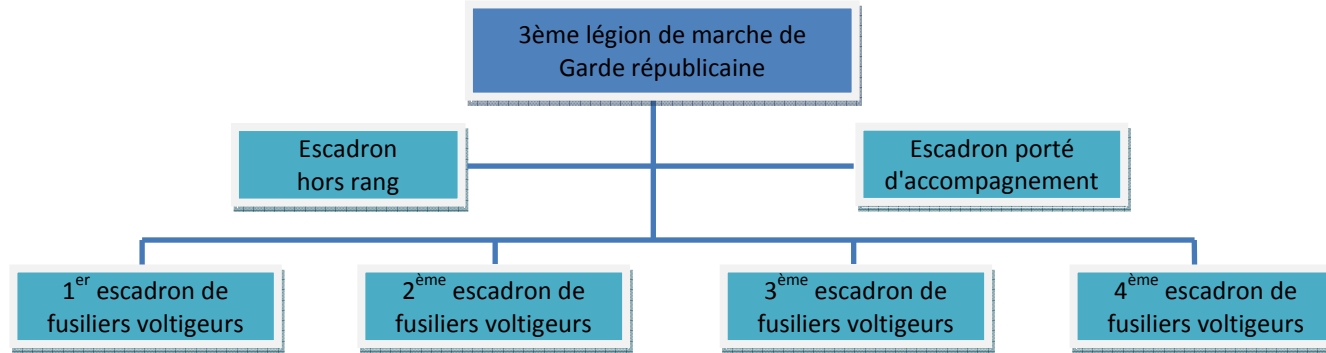 3ème légion de marche de
Garde républicaine
Escadron
hors rang
Escadron porté
d'accompagnement
1er escadron de
fusiliers voltigeurs
2ème escadron de
fusiliers voltigeurs
3ème escadron de
fusiliers voltigeurs
4ème escadron de
fusiliers voltigeurs